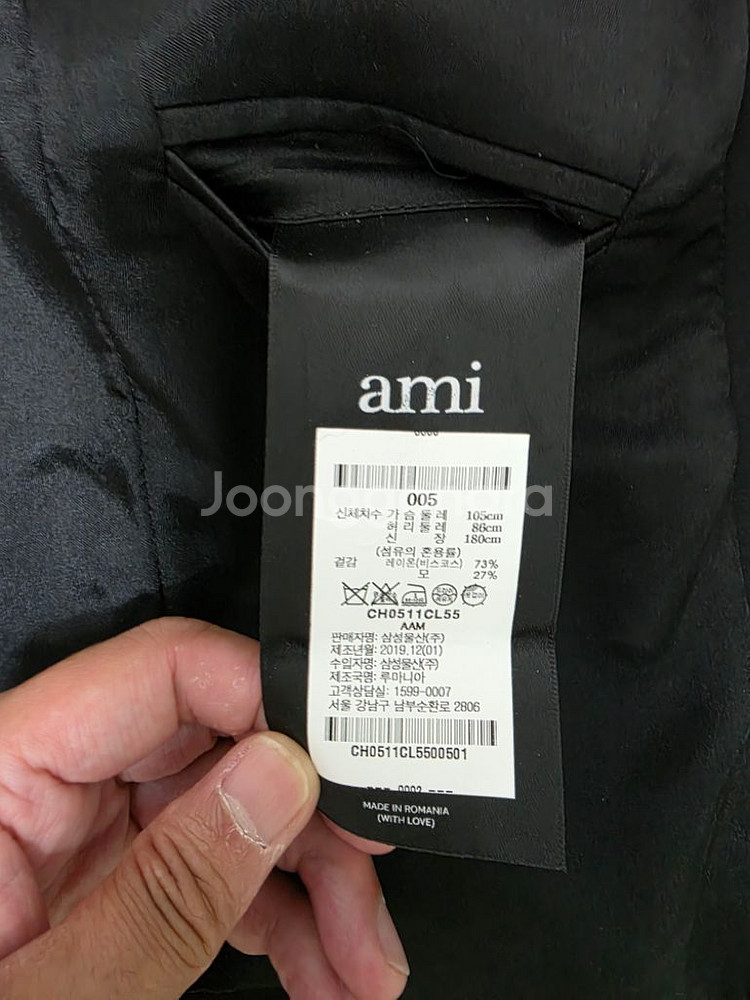 ami
005
신체치수 가슴둘레 105cm
허리둘레 86cm
신 장 180cm
(섬유의 혼용률)
겉감 레이온(비스코스) 73%
모 27%
CH0511CL55
AAM
판매자명: 삼성물산(주)
제조년월: 2019.12(01)
수입자명: 삼성물산(주)
제조국명: 루마니아
고객상담실: 1599-0007
서울 강남구 남부순환로 2806
CH0511CL5500501
--- 0002 ---
MADE IN ROMANIA
(WITH LOVE)